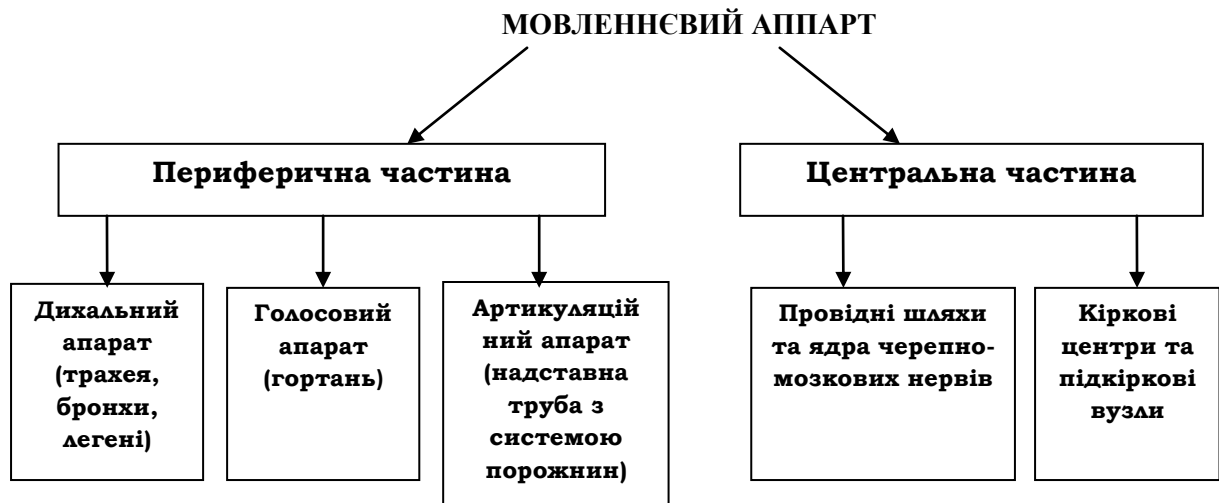 МОВЛЕННЄВИЙ АППАРТ
Периферична частина
Центральна частина
Дихальний
апарат
(трахея,
бронхи,
легені)
Голосовий
апарат
(гортань)
Артикуляцій
ний апарат
(надставна
труба з
системою
порожнин)
Провідні шляхи
та ядра черепно-
мозкових нервів
Кіркові
центри та
підкіркові
вузли